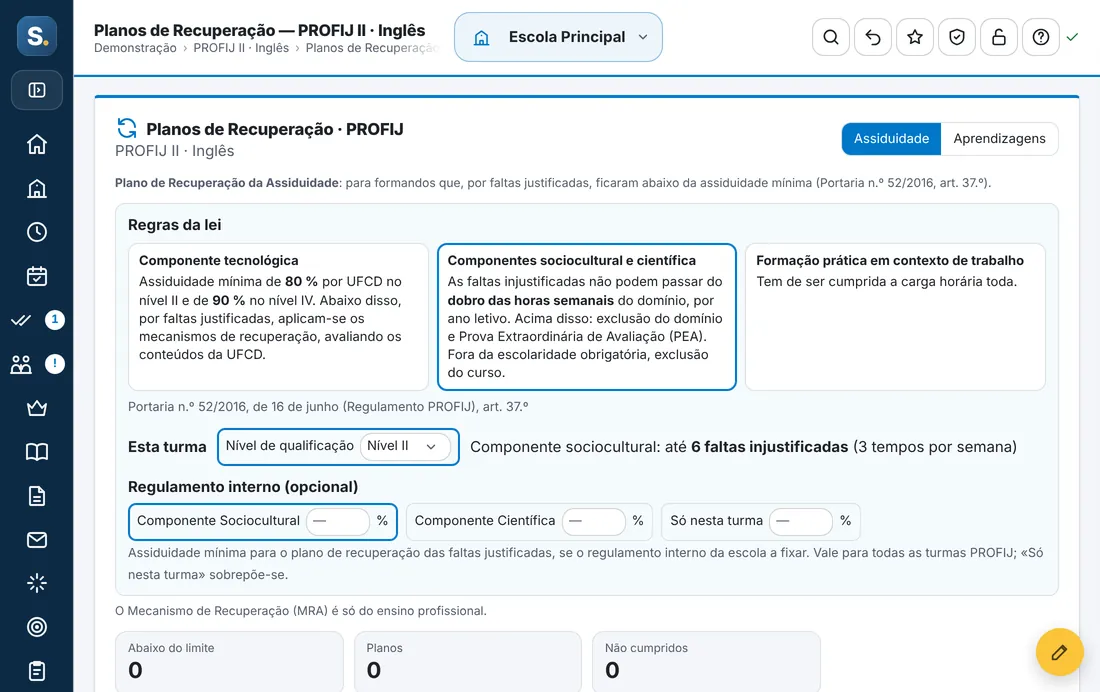 S.
Planos de Recuperação — PROFIJ II · Inglês
Demonstração › PROFIJ II · Inglês › Planos de Recuperação
Escola Principal
1
!
Planos de Recuperação · PROFIJ
PROFIJ II · Inglês
Assiduidade
Aprendizagens
Plano de Recuperação da Assiduidade: para formandos que, por faltas justificadas, ficaram abaixo da assiduidade mínima (Portaria n.º 52/2016, art. 37.º).
Regras da lei
Componente tecnológica
Assiduidade mínima de 80 % por UFCD no
nível II e de 90 % no nível IV. Abaixo disso,
por faltas justificadas, aplicam-se os
mecanismos de recuperação, avaliando os
conteúdos da UFCD.
Componentes sociocultural e científica
As faltas injustificadas não podem passar do
dobro das horas semanais do domínio, por
ano letivo. Acima disso: exclusão do domínio
e Prova Extraordinária de Avaliação (PEA).
Fora da escolaridade obrigatória, exclusão
do curso.
Formação prática em contexto de trabalho
Tem de ser cumprida a carga horária toda.
Portaria n.º 52/2016, de 16 de junho (Regulamento PROFIJ), art. 37.º
Esta turma
Nível de qualificação
Nível II
Componente sociocultural: até 6 faltas injustificadas (3 tempos por semana)
Regulamento interno (opcional)
Componente Sociocultural — %
Componente Científica — %
Só nesta turma — %
Assiduidade mínima para o plano de recuperação das faltas justificadas, se o regulamento interno da escola a fixar. Vale para todas as turmas PROFIJ; «Só
nesta turma» sobrepõe-se.
O Mecanismo de Recuperação (MRA) é só do ensino profissional.
Abaixo do limite
0
Planos
0
Não cumpridos
0